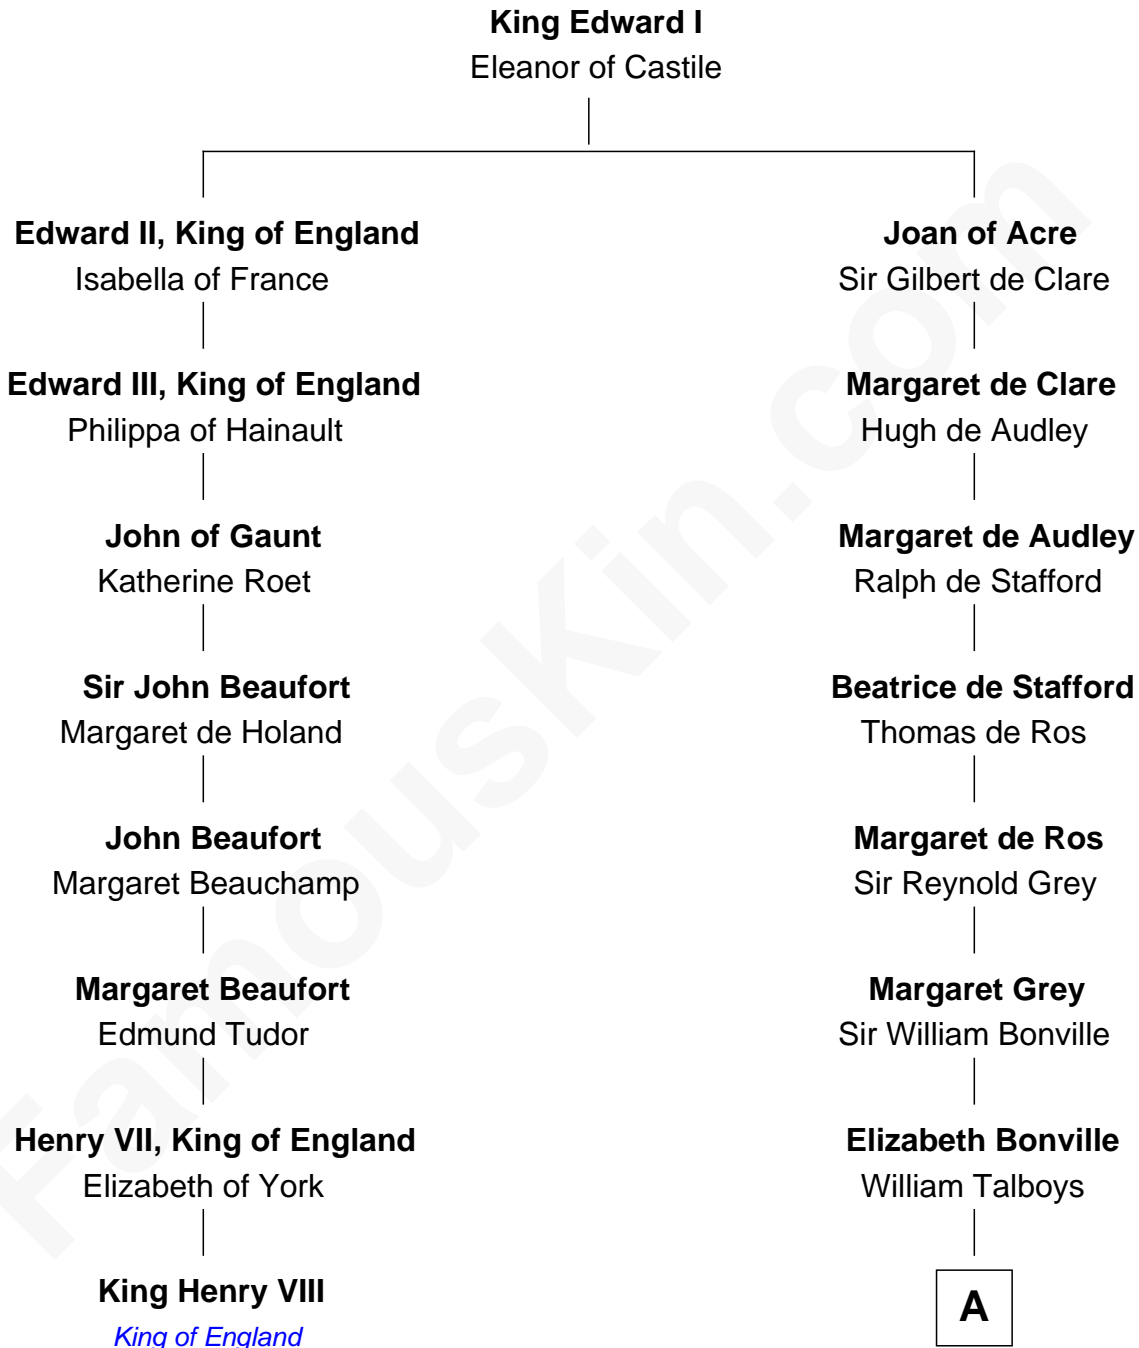 King Edward I
Eleanor of Castile
Edward II, King of England
Isabella of France
Edward III, King of England
Philippa of Hainault
John of Gaunt
Katherine Roet
Sir John Beaufort
Margaret de Holand
John Beaufort
Margaret Beauchamp
Margaret Beaufort
Edmund Tudor
Henry VII, King of England
Elizabeth of York
King Henry VIII
King of England
Joan of Acre
Sir Gilbert de Clare
Margaret de Clare
Hugh de Audley
Margaret de Audley
Ralph de Stafford
Beatrice de Stafford
Thomas de Ros
Margaret de Ros
Sir Reynold Grey
Margaret Grey
Sir William Bonville
Elizabeth Bonville
William Talboys
A
FamousKin.com